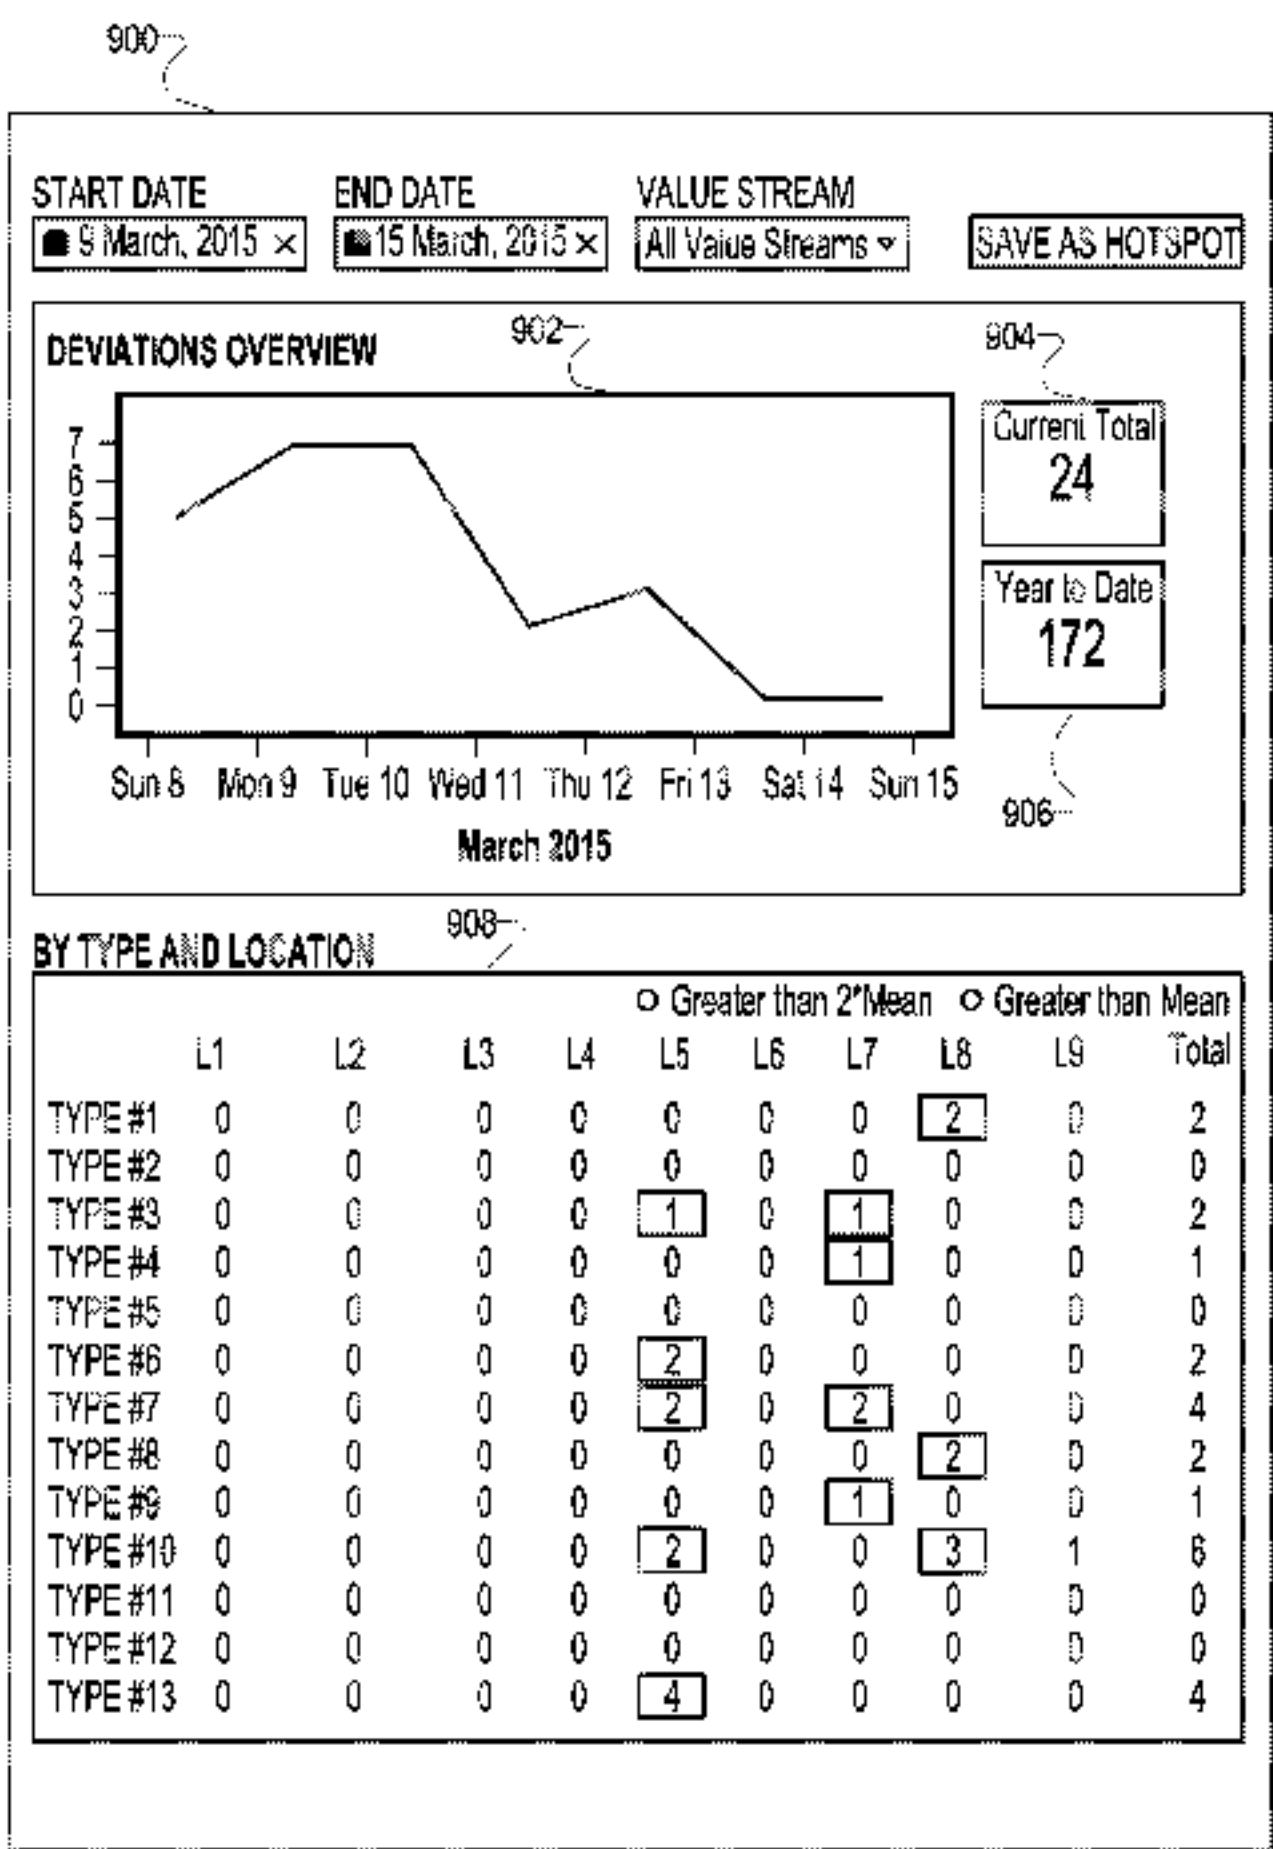 900
START DATE END DATE VALUE STREAM
9 March, 2015 × 15 March, 2015 × All Value Streams SAVE AS HOTSPOT
DEVIATIONS OVERVIEW 902 904
Current Total
24
7
6
5
4
3
2
1
0
Year to Date
172
906
Sun 8 Mon 9 Tue 10 Wed 11 Thu 12 Fri 13 Sat 14 Sun 15
March 2015
BY TYPE AND LOCATION 908
Greater than 2*Mean Greater than Mean
L1 L2 L3 L4 L5 L6 L7 L8 L9 Total
TYPE #1 0 0 0 0 0 0 0 2 0 2
TYPE #2 0 0 0 0 0 0 0 0 0 0
TYPE #3 0 0 0 0 1 0 1 0 0 2
TYPE #4 0 0 0 0 0 0 1 0 0 1
TYPE #5 0 0 0 0 0 0 0 0 0 0
TYPE #6 0 0 0 0 2 0 0 0 0 2
TYPE #7 0 0 0 0 2 0 2 0 0 4
TYPE #8 0 0 0 0 0 0 0 2 0 2
TYPE #9 0 0 0 0 0 0 1 0 0 1
TYPE #10 0 0 0 0 2 0 0 3 1 6
TYPE #11 0 0 0 0 0 0 0 0 0 0
TYPE #12 0 0 0 0 0 0 0 0 0 0
TYPE #13 0 0 0 0 4 0 0 0 0 4